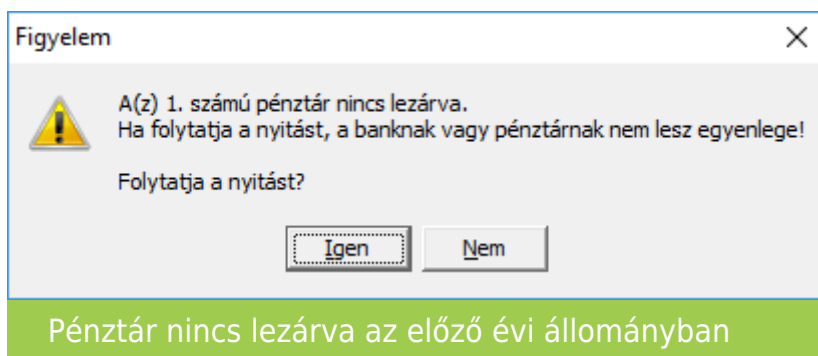 Figyelem
A(z) 1. számú pénztár nincs lezárva.
Ha folytatja a nyitást, a banknak vagy pénztárnak nem lesz egyenlege!
Folytatja a nyitást?
Igen Nem
Pénztár nincs lezárva az előző évi állományban